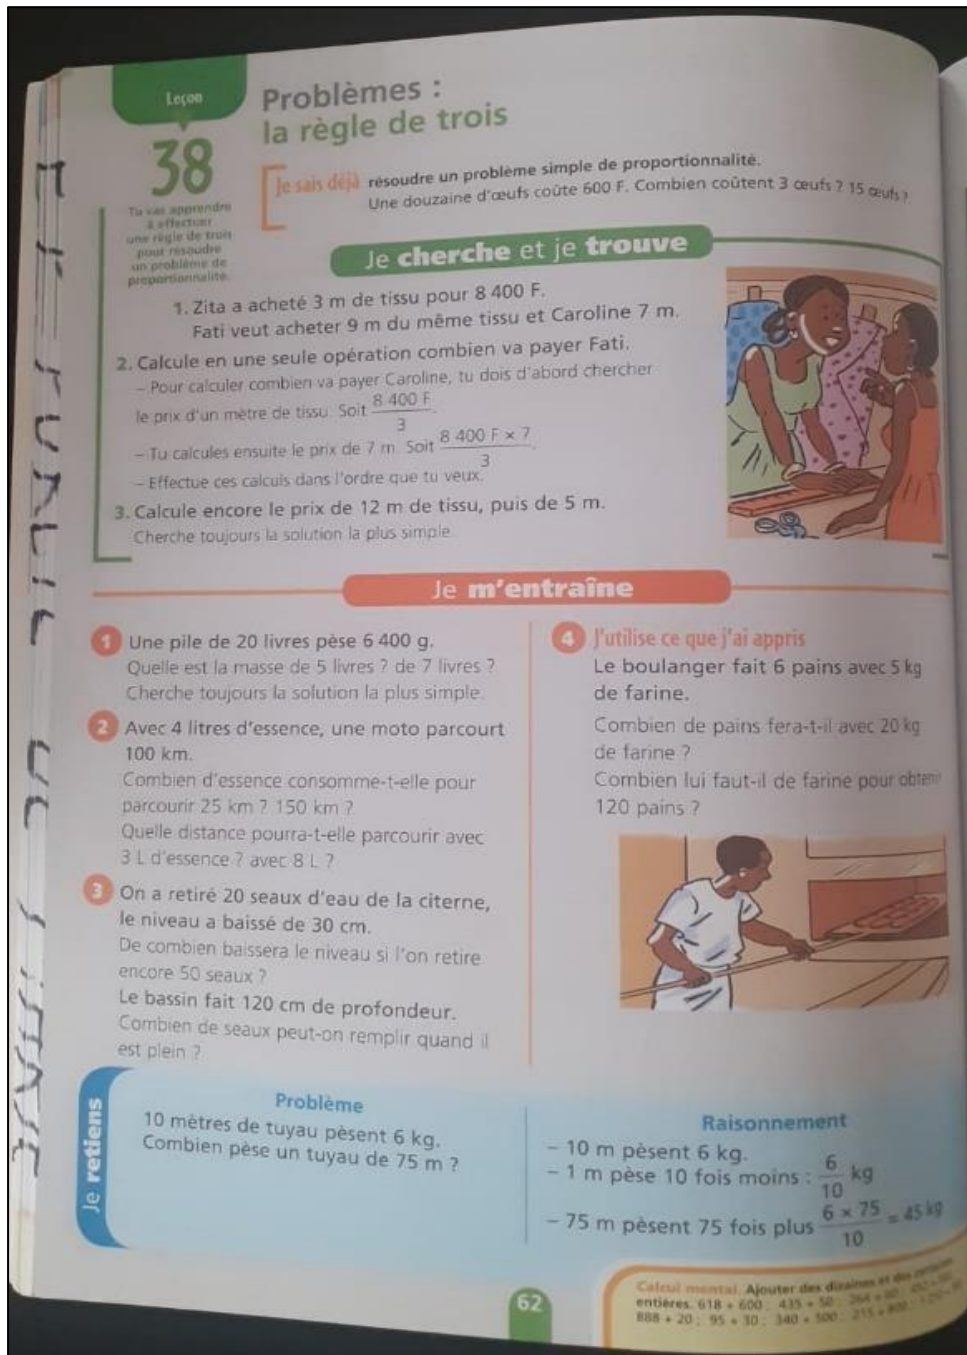 Leçon
38
Tu vas apprendre
à effectuer
une règle de trois
pour résoudre
un problème de
proportionnalité.
Problèmes :
la règle de trois
Je sais déjà résoudre un problème simple de proportionnalité.
Une douzaine d'œufs coûte 600 F. Combien coûtent 3 œufs ? 15 œufs ?
Je cherche et je trouve
1. Zita a acheté 3 m de tissu pour 8 400 F.
Fati veut acheter 9 m du même tissu et Caroline 7 m.
2. Calcule en une seule opération combien va payer Fati.
– Pour calculer combien va payer Caroline, tu dois d'abord chercher
le prix d'un mètre de tissu. Soit 8 400 F / 3.
– Tu calcules ensuite le prix de 7 m. Soit 8 400 F × 7 / 3.
– Effectue ces calculs dans l'ordre que tu veux.
3. Calcule encore le prix de 12 m de tissu, puis de 5 m.
Cherche toujours la solution la plus simple.
Je m'entraîne
1 Une pile de 20 livres pèse 6 400 g.
Quelle est la masse de 5 livres ? de 7 livres ?
Cherche toujours la solution la plus simple.
2 Avec 4 litres d'essence, une moto parcourt
100 km.
Combien d'essence consomme-t-elle pour
parcourir 25 km ? 150 km ?
Quelle distance pourra-t-elle parcourir avec
3 L d'essence ? avec 8 L ?
3 On a retiré 20 seaux d'eau de la citerne,
le niveau a baissé de 30 cm.
De combien baissera le niveau si l'on retire
encore 50 seaux ?
Le bassin fait 120 cm de profondeur.
Combien de seaux peut-on remplir quand il
est plein ?
4 J'utilise ce que j'ai appris
Le boulanger fait 6 pains avec 5 kg
de farine.
Combien de pains fera-t-il avec 20 kg
de farine ?
Combien lui faut-il de farine pour obtenir
120 pains ?
Je retiens
Problème
10 mètres de tuyau pèsent 6 kg.
Combien pèse un tuyau de 75 m ?
Raisonnement
– 10 m pèsent 6 kg.
– 1 m pèse 10 fois moins : 6 / 10 kg
– 75 m pèsent 75 fois plus 6 × 75 / 10 = 45 kg
62
Calcul mental. Ajouter des dizaines et des centaines
entières. 618 + 600 ; 435 + 50 ; 264 +
888 + 20 ; 95 + 30 ; 340 + 500 ; 215 + 800